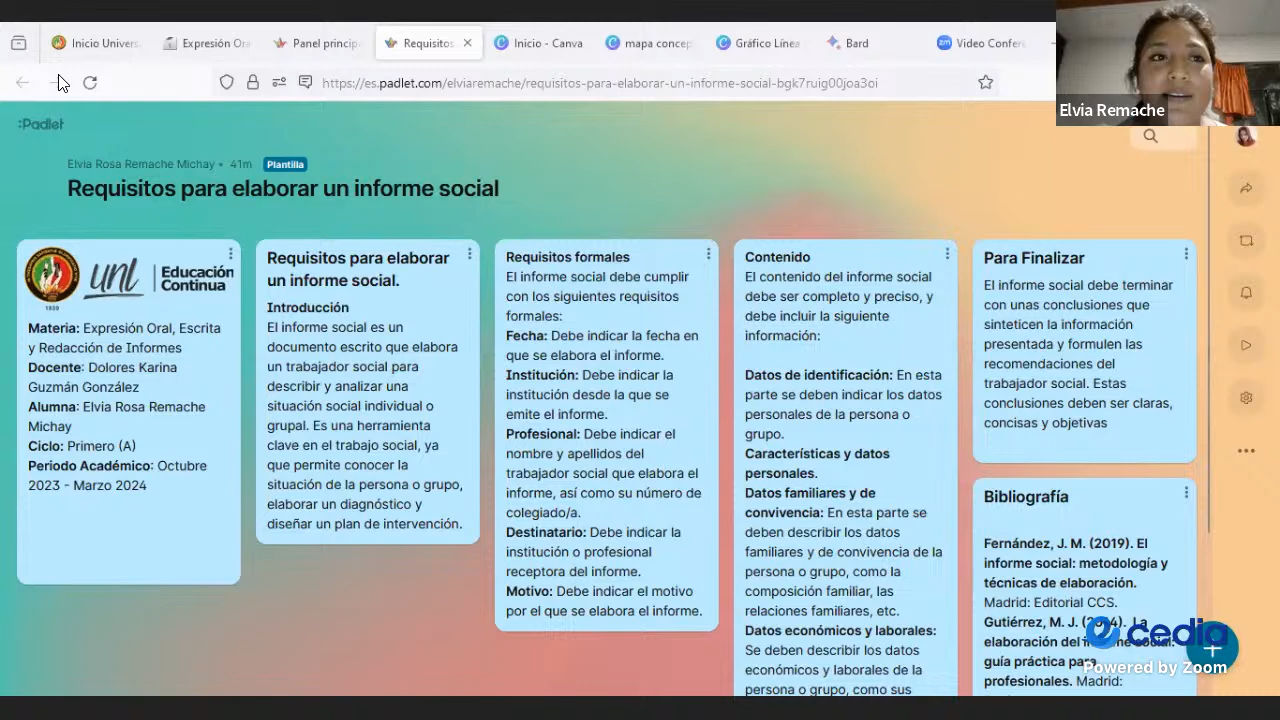 Inicio Univers
Expresión Ora
Panel princip
Requisitos
Inicio - Canva
mapa concep
Gráfico Línea
Bard
zm
Video Confere
https://es.padlet.com/elviaremache/requisitos-para-elaborar-un-informe-social-bgk7ruig00joa3oi
Elvia Remache
:Padlet
Elvia Rosa Remache Michay • 41m Plantilla
Requisitos para elaborar un informe social
1859
unl | Educación
Continua
Materia: Expresión Oral, Escrita
y Redacción de Informes
Docente: Dolores Karina
Guzmán González
Alumna: Elvia Rosa Remache
Michay
Ciclo: Primero (A)
Periodo Académico: Octubre
2023 - Marzo 2024
Requisitos para elaborar
un informe social.
Introducción
El informe social es un
documento escrito que elabora
un trabajador social para
describir y analizar una
situación social individual o
grupal. Es una herramienta
clave en el trabajo social, ya
que permite conocer la
situación de la persona o grupo,
elaborar un diagnóstico y
diseñar un plan de intervención.
Requisitos formales
El informe social debe cumplir
con los siguientes requisitos
formales:
Fecha: Debe indicar la fecha en
que se elabora el informe.
Institución: Debe indicar la
institución desde la que se
emite el informe.
Profesional: Debe indicar el
nombre y apellidos del
trabajador social que elabora el
informe, así como su número de
colegiado/a.
Destinatario: Debe indicar la
institución o profesional
receptora del informe.
Motivo: Debe indicar el motivo
por el que se elabora el informe.
Contenido
El contenido del informe social
debe ser completo y preciso, y
debe incluir la siguiente
información:
Datos de identificación: En esta
parte se deben indicar los datos
personales de la persona o
grupo.
Características y datos
personales.
Datos familiares y de
convivencia: En esta parte se
deben describir los datos
familiares y de convivencia de la
persona o grupo, como la
composición familiar, las
relaciones familiares, etc.
Datos económicos y laborales:
Se deben describir los datos
económicos y laborales de la
persona o grupo, como sus
Para Finalizar
El informe social debe terminar
con unas conclusiones que
sinteticen la información
presentada y formulen las
recomendaciones del
trabajador social. Estas
conclusiones deben ser claras,
concisas y objetivas
Bibliografía
Fernández, J. M. (2019). El
informe social: metodología y
técnicas de elaboración.
Madrid: Editorial CCS.
Gutiérrez, M. J. La
elaboración del informe social:
guía práctica para
profesionales. Madrid:
cedia
Powered by Zoom